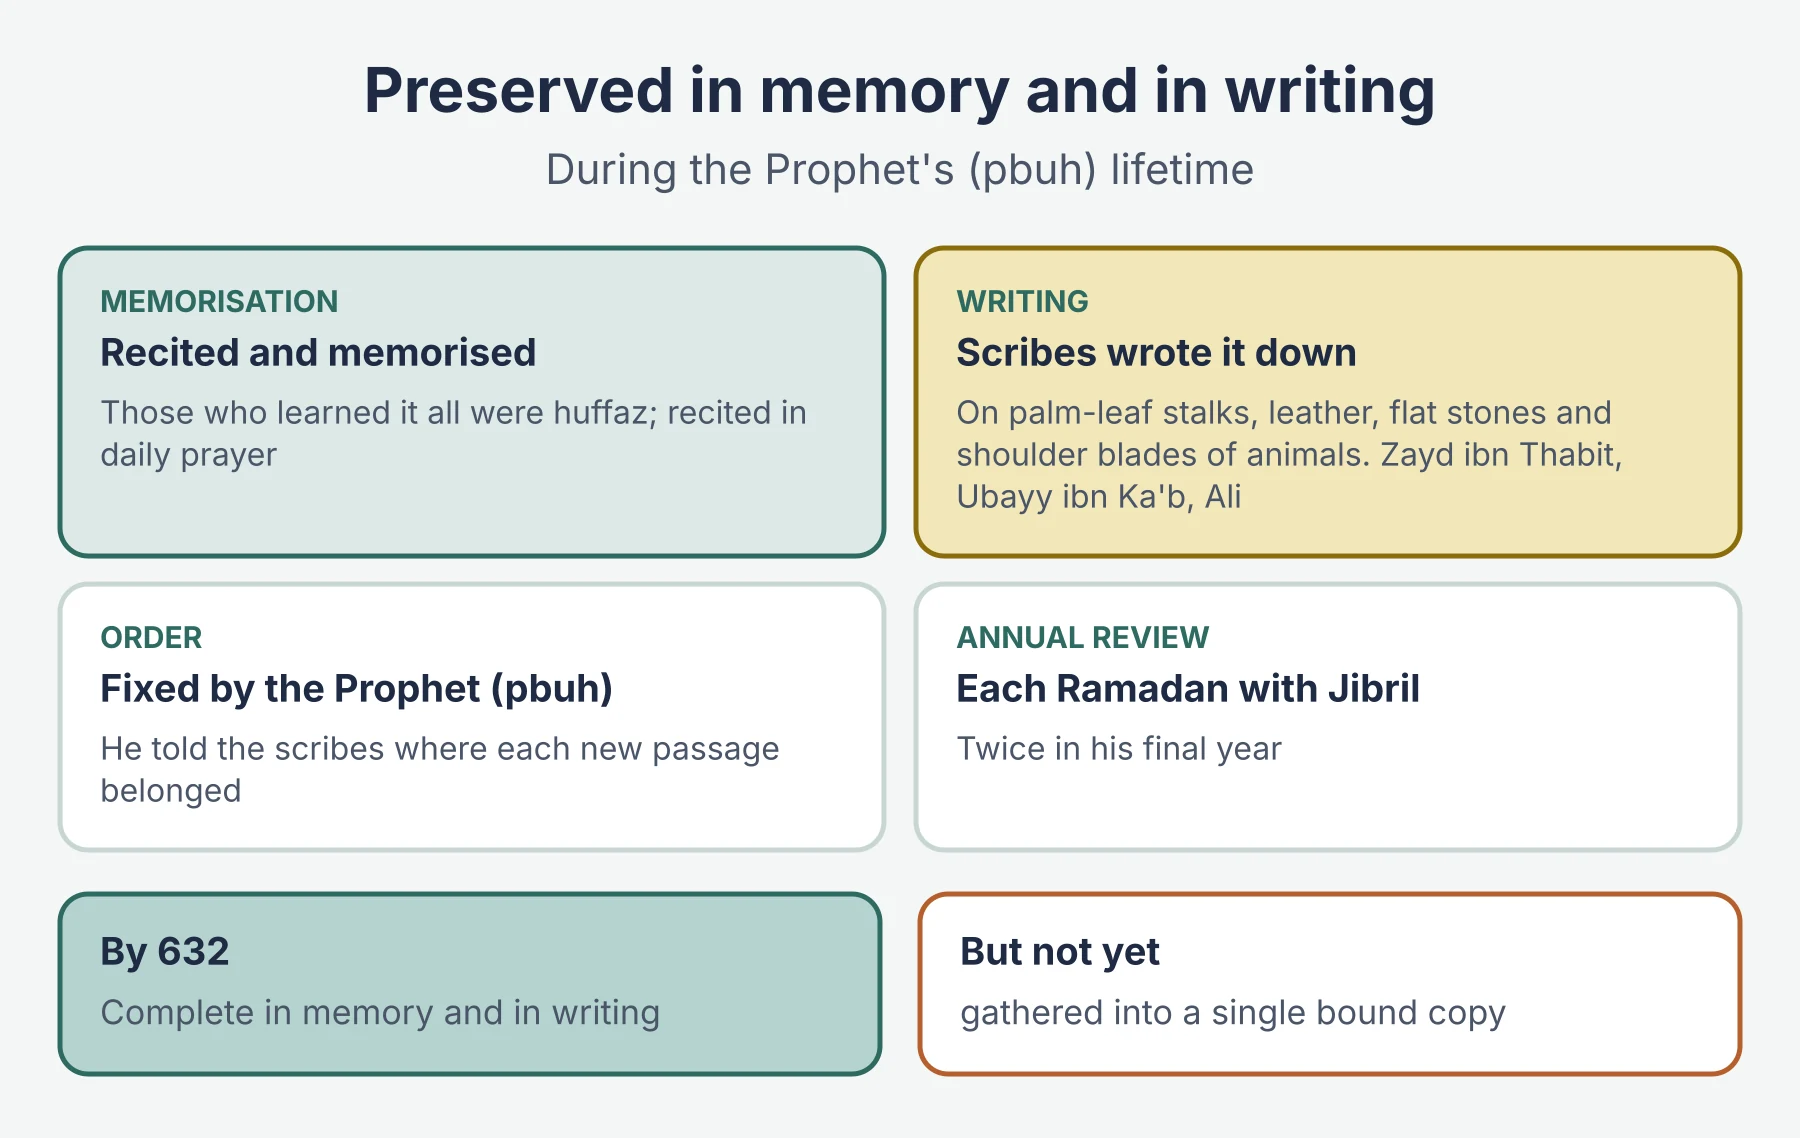 Preserved in memory and in writing
During the Prophet's (pbuh) lifetime
MEMORISATION
Recited and memorised
Those who learned it all were huffaz; recited in
daily prayer
WRITING
Scribes wrote it down
On palm-leaf stalks, leather, flat stones and
shoulder blades of animals. Zayd ibn Thabit,
Ubayy ibn Ka'b, Ali
ORDER
Fixed by the Prophet (pbuh)
He told the scribes where each new passage
belonged
ANNUAL REVIEW
Each Ramadan with Jibril
Twice in his final year
By 632
Complete in memory and in writing
But not yet
gathered into a single bound copy